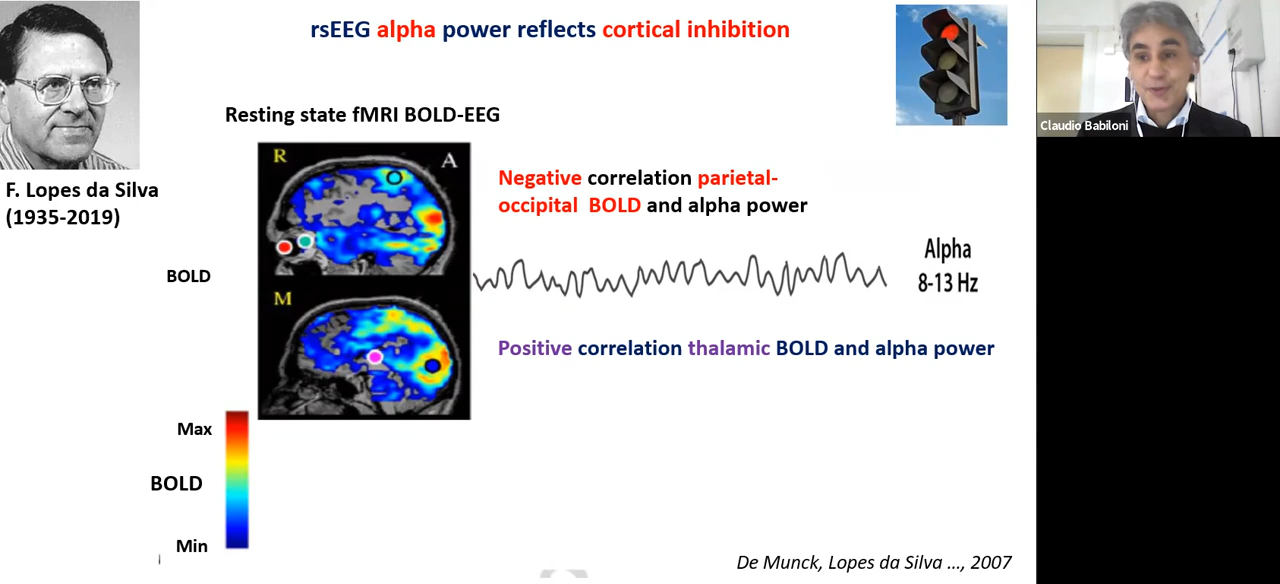 rsEEG alpha power reflects cortical inhibition
Claudio Babiloni
Resting state fMRI BOLD-EEG
F. Lopes da Silva
(1935-2019)
R
A
Negative correlation parietal-
occipital BOLD and alpha power
Alpha
8-13 Hz
BOLD
M
Positive correlation thalamic BOLD and alpha power
Max
BOLD
Min
De Munck, Lopes da Silva ..., 2007